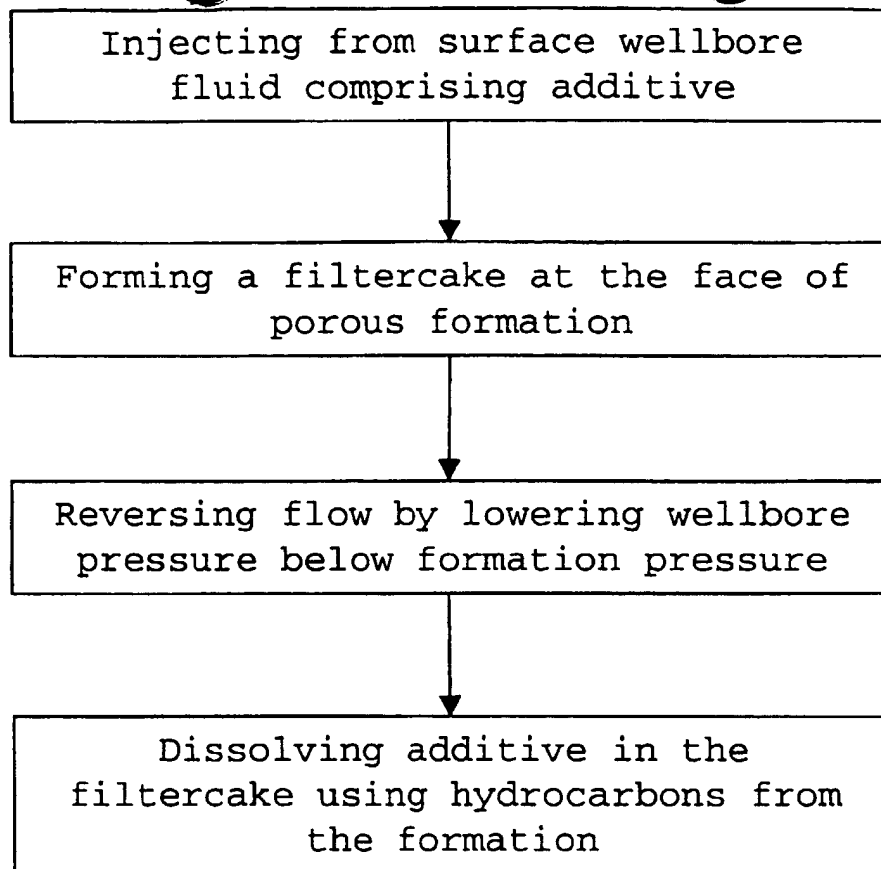 Injecting from surface wellbore
fluid comprising additive
Forming a filtercake at the face of
porous formation
Reversing flow by lowering wellbore
pressure below formation pressure
Dissolving additive in the
filtercake using hydrocarbons from
the formation